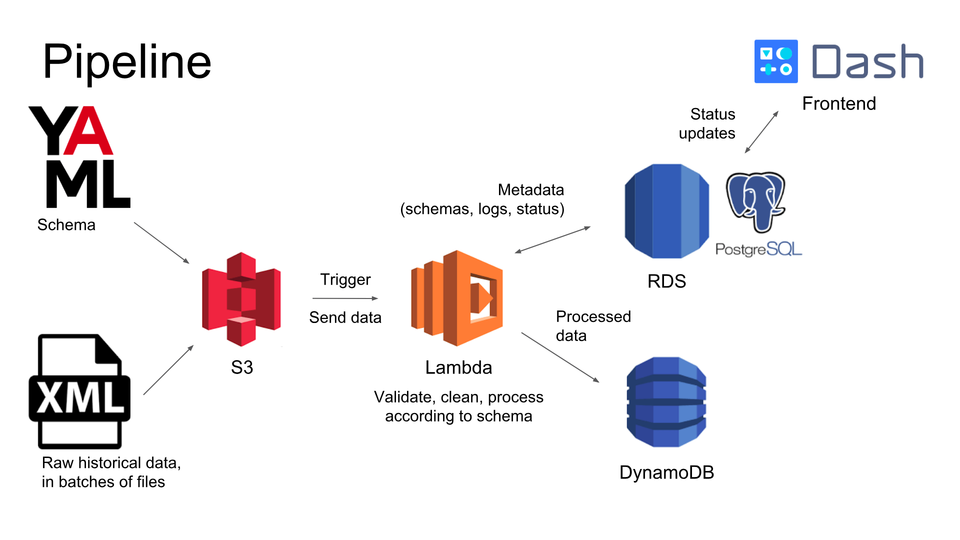 Pipeline
Dash
Frontend
YAML
Schema
Status
updates
Metadata
(schemas, logs, status)
PostgreSQL
RDS
Trigger
Send data
S3
Lambda
Validate, clean, process
according to schema
Processed
data
XML
Raw historical data,
in batches of files
DynamoDB